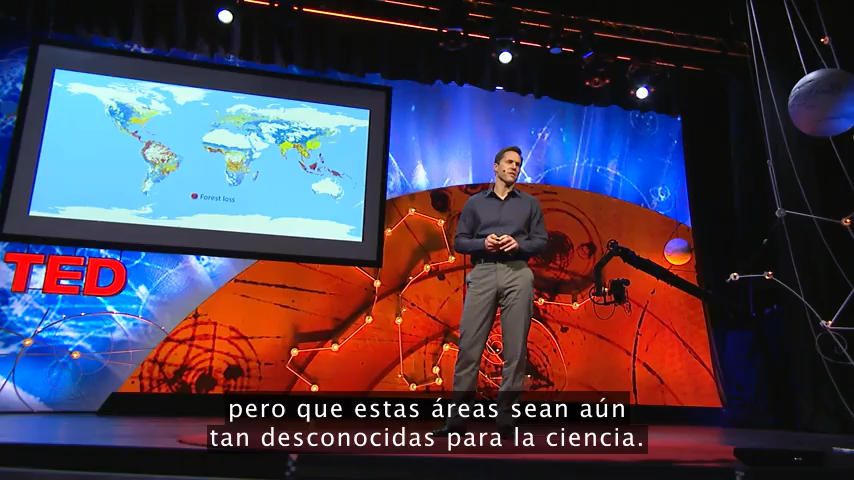 Forest loss
TED
pero que estas áreas sean aún
tan desconocidas para la ciencia.